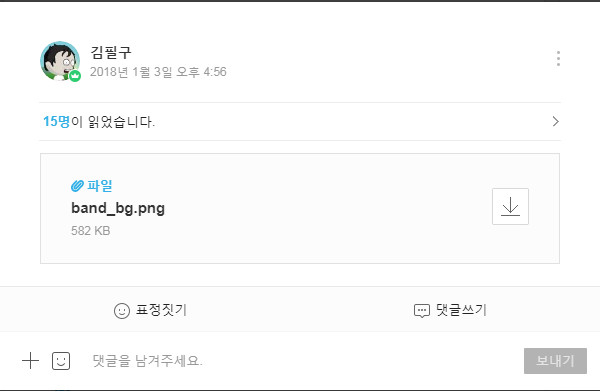 김필구
2018년 1월 3일 오후 4:56
15명이 읽었습니다.
파일
band_bg.png
582 KB
표정짓기 댓글쓰기
댓글을 남겨주세요. 보내기